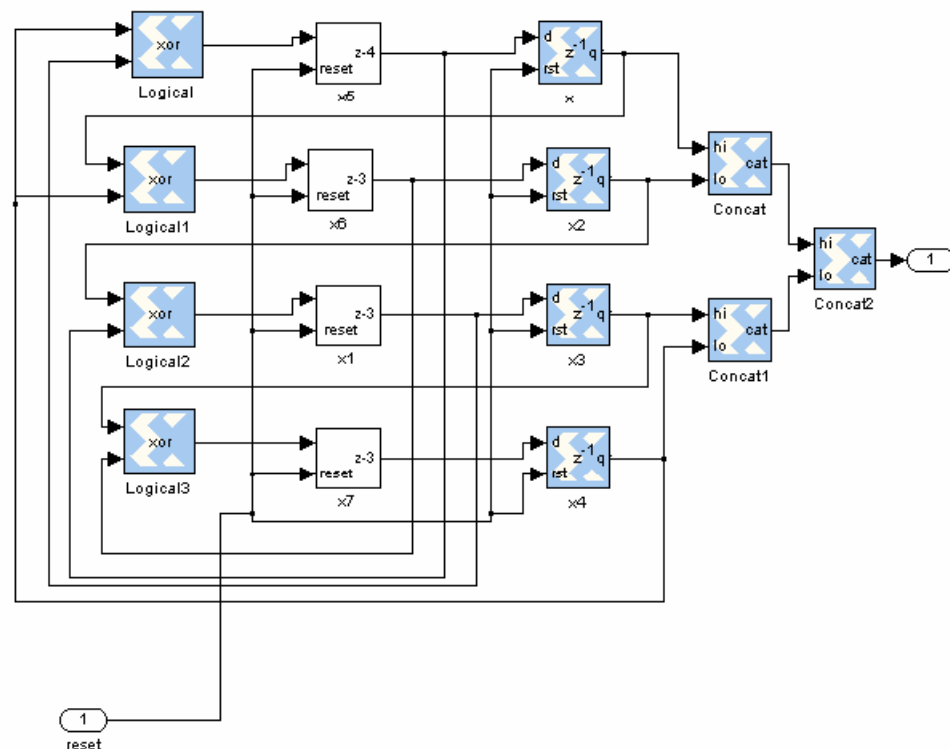 xor
Logical
z-4
reset
x5
d
z-1 q
rst
x
xor
Logical1
z-3
reset
x6
d
z-1 q
rst
x2
hi
cat
lo
Concat
xor
Logical2
z-3
reset
x1
d
z-1 q
rst
x3
hi
cat
lo
Concat1
hi
cat
lo
Concat2
1
xor
Logical3
z-3
reset
x7
d
z-1 q
rst
x4
1
reset